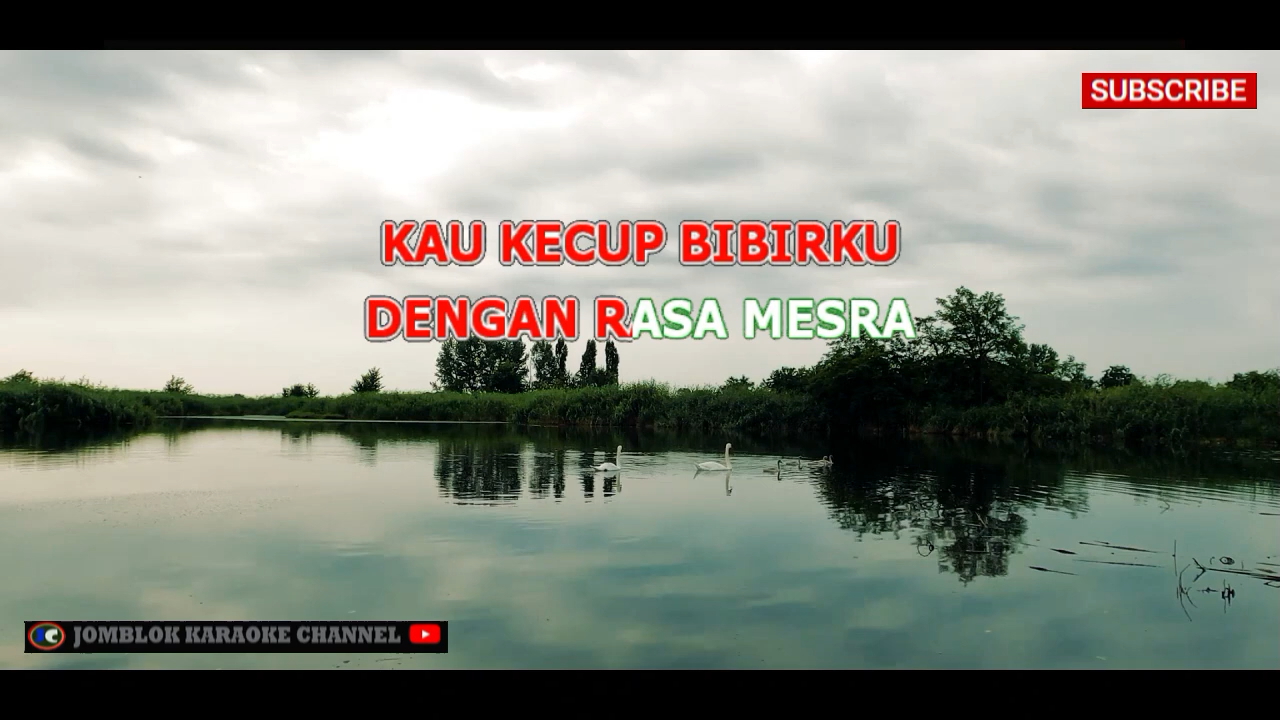 SUBSCRIBE
KAU KECUP BIBIRKU
DENGAN RASA MESRA
JOMBLOK KARAOKE CHANNEL